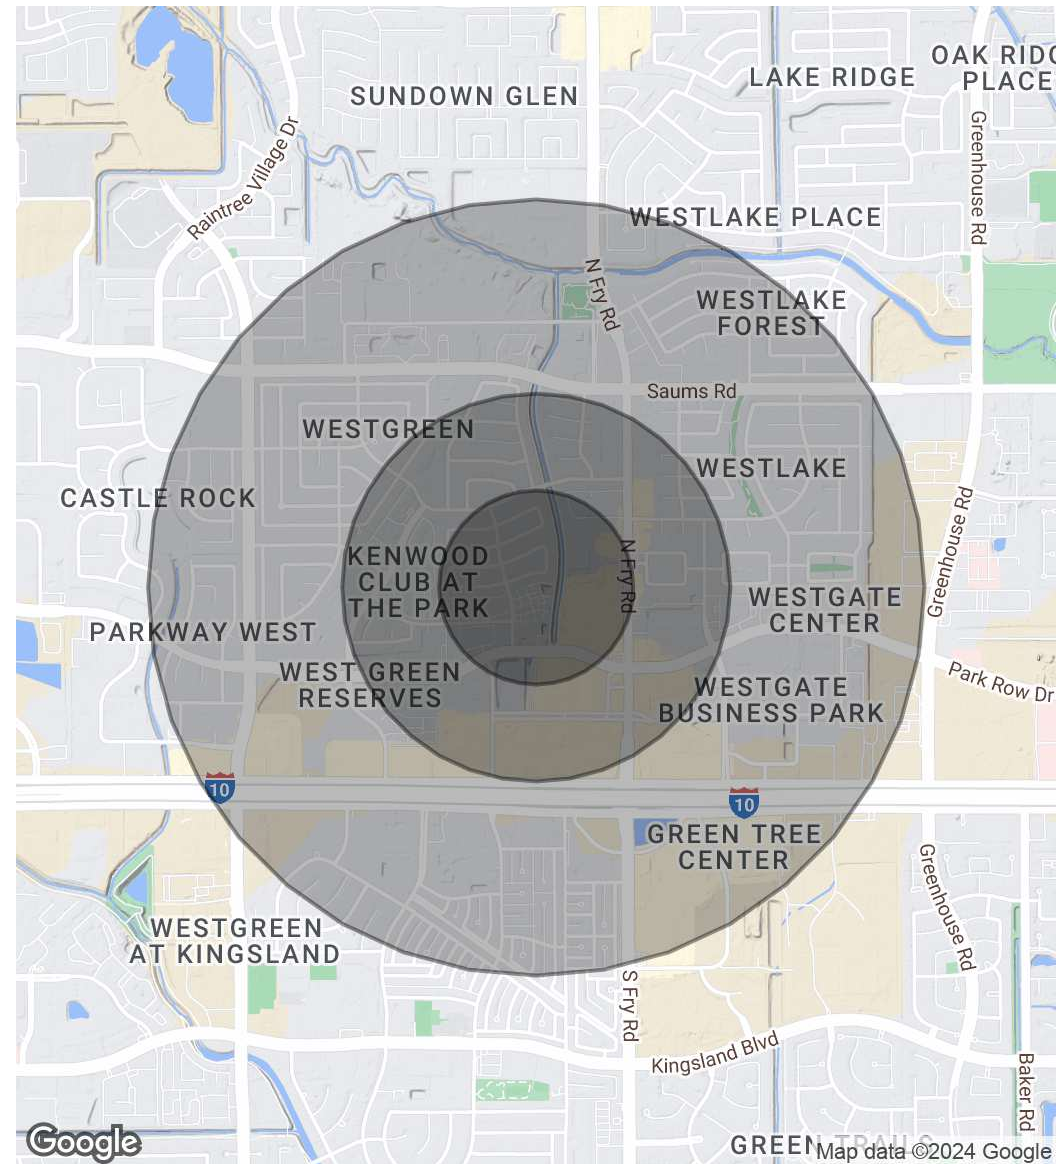 OAK RIDG
PLACE
LAKE RIDGE
SUNDOWN GLEN
Greenhouse Rd
Raintree Village Dr
WESTLAKE PLACE
N Fry Rd
WESTLAKE
FOREST
Saums Rd
WESTGREEN
WESTLAKE
CASTLE ROCK
Greenhouse Rd
KENWOOD
CLUB AT
THE PARK
N Fry Rd
WESTGATE
CENTER
PARKWAY WEST
WEST GREEN
RESERVES
Park Row Dr
WESTGATE
BUSINESS PARK
10
10
GREEN TREE
CENTER
Greenhouse Rd
WESTGREEN
AT KINGSLAND
S Fry Rd
Kingsland Blvd
Baker Rd
GREEN TRAILS
Google
Map data ©2024 Google